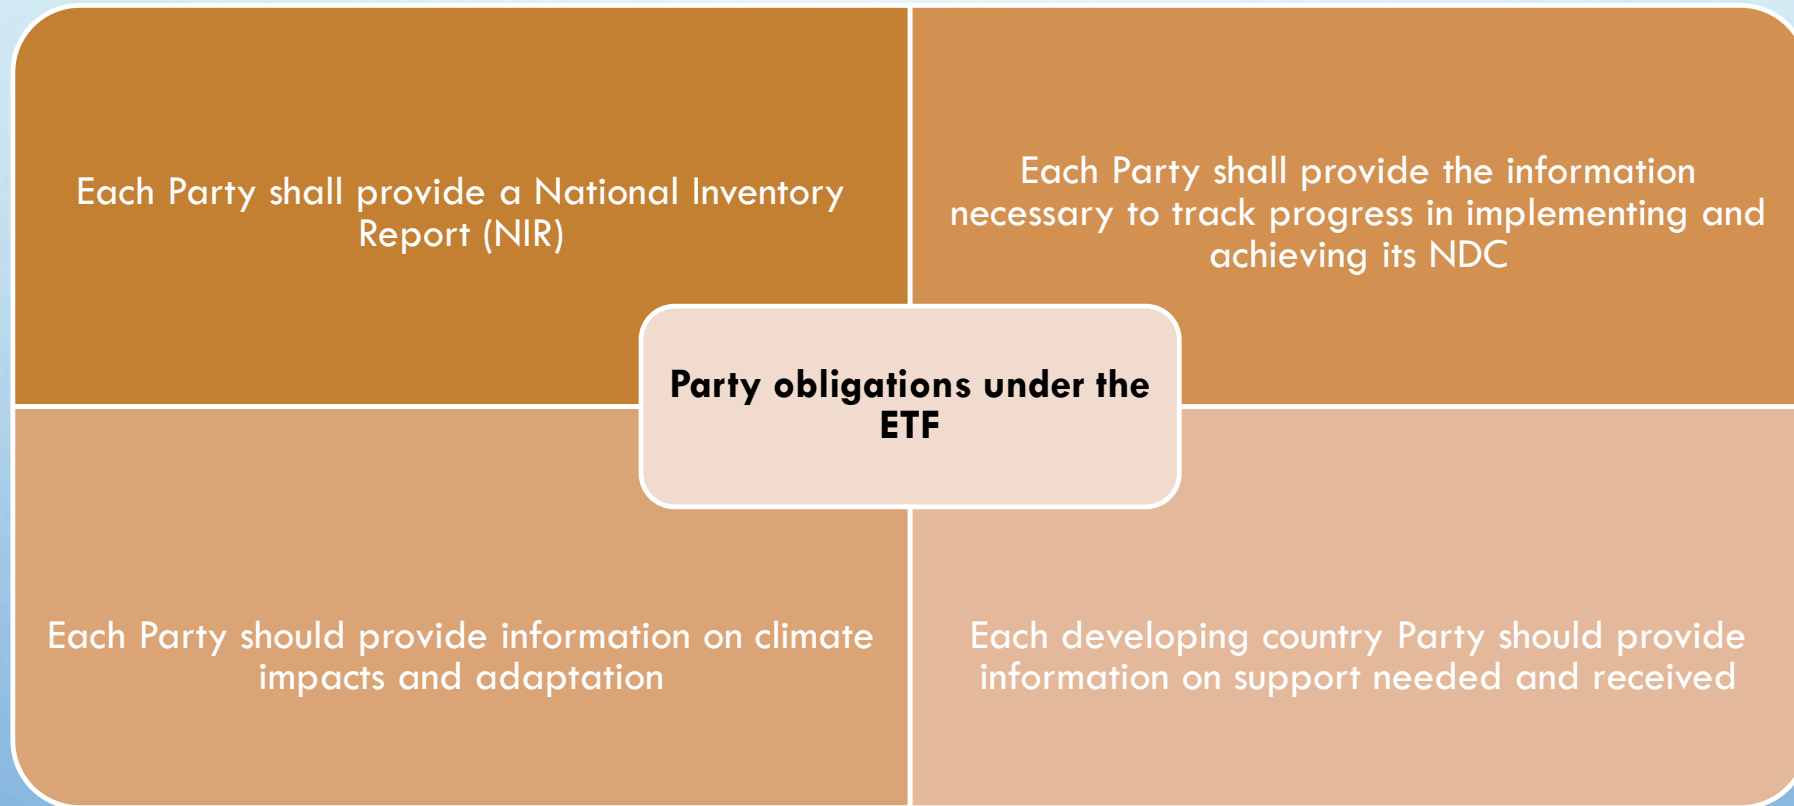 Each Party shall provide a National Inventory
Report (NIR)
Each Party shall provide the information
necessary to track progress in implementing and
achieving its NDC
Party obligations under the
ETF
Each Party should provide information on climate
impacts and adaptation
Each developing country Party should provide
information on support needed and received